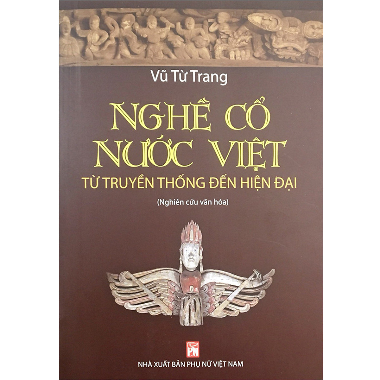 Vũ Từ Trang
NGHỀ CỔ
NƯỚC VIỆT
TỪ TRUYỀN THỐNG ĐẾN HIỆN ĐẠI
(Nghiên cứu văn hóa)
NHÀ XUẤT BẢN PHỤ NỮ VIỆT NAM